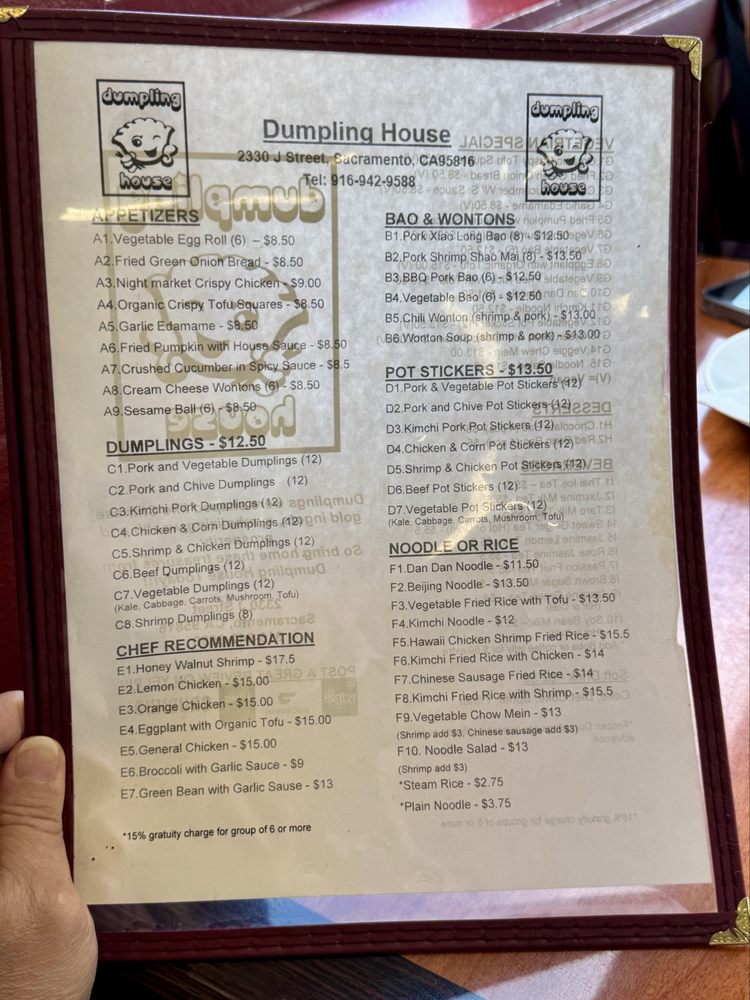 dumpling
house
dumpling
house
Dumpling House
2330 J Street, Sacramento, CA95816
Tel: 916-942-9588
APPETIZERS
A1.Vegetable Egg Roll (6) – $8.50
A2.Fried Green Onion Bread - $8.50
A3.Night market Crispy Chicken - $9.00
A4.Organic Crispy Tofu Squares - $8.50
A5.Garlic Edamame - $8.50
A6.Fried Pumpkin with House Sauce - $8.50
A7.Crushed Cucumber in Spicy Sauce - $8.5
A8.Cream Cheese Wontons (6) - $8.50
A9.Sesame Ball (6) - $8.50
DUMPLINGS - $12.50
C1.Pork and Vegetable Dumplings (12)
C2.Pork and Chive Dumplings (12)
C3.Kimchi Pork Dumplings (12)
C4.Chicken & Corn Dumplings (12)
C5.Shrimp & Chicken Dumplings (12)
C6.Beef Dumplings (12)
C7.Vegetable Dumplings (12)
(Kale, Cabbage, Carrots, Mushroom, Tofu)
C8.Shrimp Dumplings (8)
CHEF RECOMMENDATION
E1.Honey Walnut Shrimp - $17.5
E2.Lemon Chicken - $15.00
E3.Orange Chicken - $15.00
E4.Eggplant with Organic Tofu - $15.00
E5.General Chicken - $15.00
E6.Broccoli with Garlic Sauce - $9
E7.Green Bean with Garlic Sause - $13
*15% gratuity charge for group of 6 or more
BAO & WONTONS
B1.Pork Xiao Long Bao (8) - $12.50
B2.Pork Shrimp Shao Mai (8) - $13.50
B3.BBQ Pork Bao (6) - $12.50
B4.Vegetable Bao (6) - $12.50
B5.Chili Wonton (shrimp & pork) - $13.00
B6.Wonton Soup (shrimp & pork) - $13.00
POT STICKERS - $13.50
D1.Pork & Vegetable Pot Stickers (12)
D2.Pork and Chive Pot Stickers (12)
D3.Kimchi Pork Pot Stickers (12)
D4.Chicken & Corn Pot Stickers (12)
D5.Shrimp & Chicken Pot Stickers (12)
D6.Beef Pot Stickers (12)
D7.Vegetable Pot Stickers (12)
(Kale, Cabbage, Carrots, Mushroom, Tofu)
NOODLE OR RICE
F1.Dan Dan Noodle - $11.50
F2.Beijing Noodle - $13.50
F3.Vegetable Fried Rice with Tofu - $13.50
F4.Kimchi Noodle - $12
F5.Hawaii Chicken Shrimp Fried Rice - $15.5
F6.Kimchi Fried Rice with Chicken - $14
F7.Chinese Sausage Fried Rice - $14
F8.Kimchi Fried Rice with Shrimp - $15.5
F9.Vegetable Chow Mein - $13
(Shrimp add $3, Chinese sausage add $3)
F10. Noodle Salad - $13
(Shrimp add $3)
*Steam Rice - $2.75
*Plain Noodle - $3.75